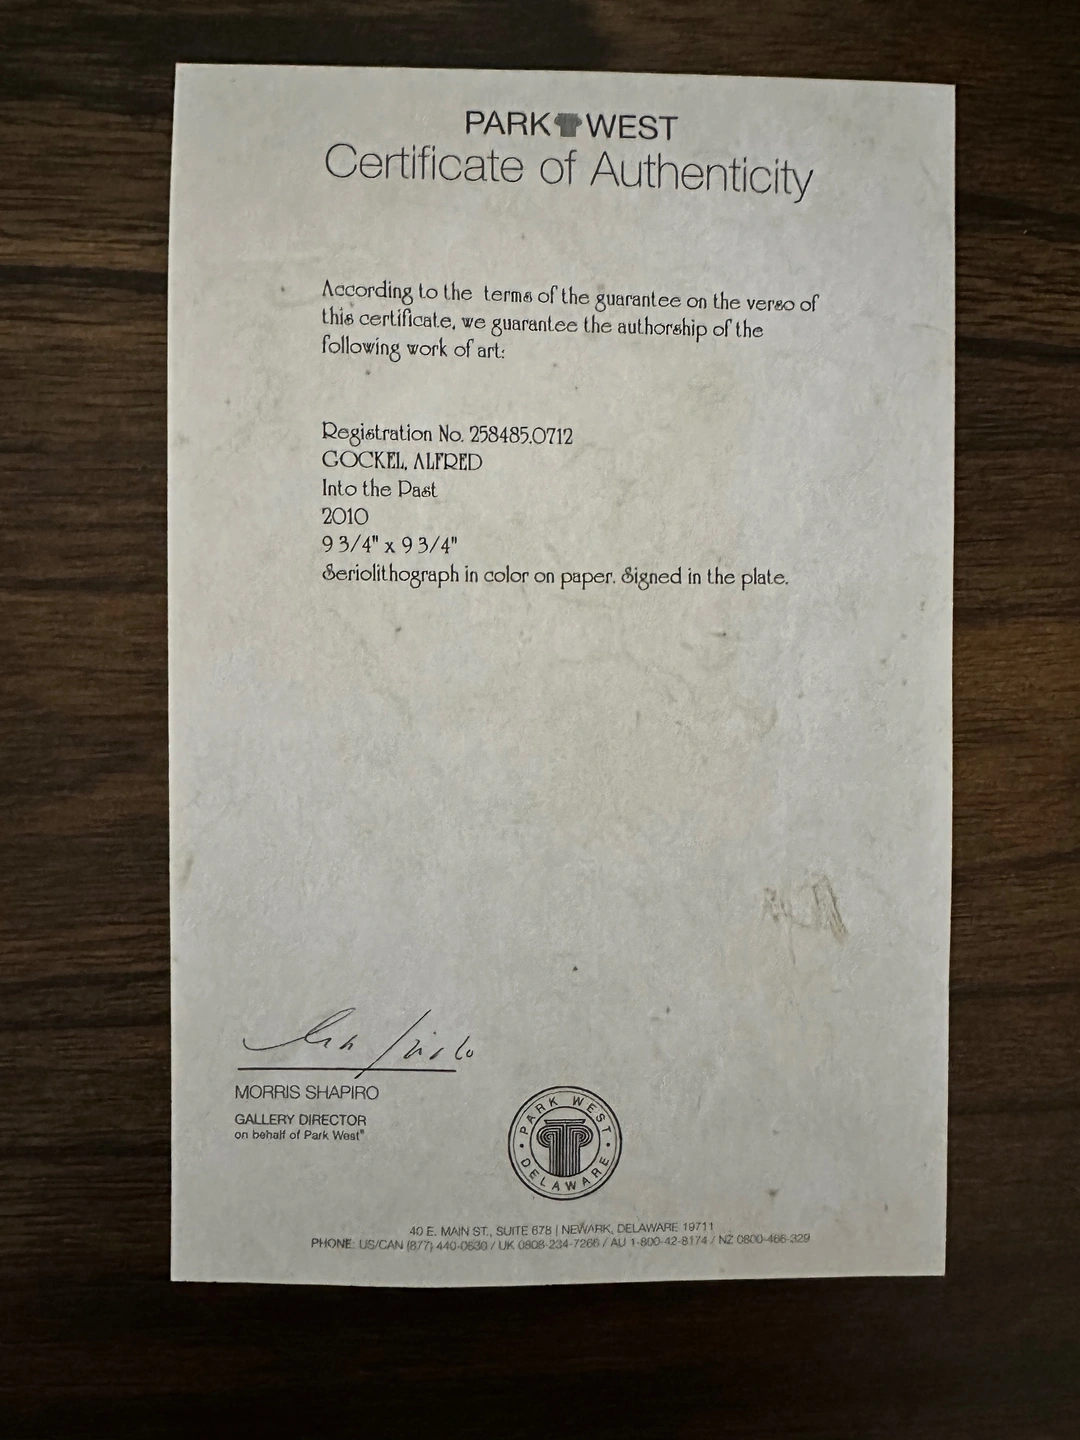 PARK WEST
Certificate of Authenticity
According to the terms of the guarantee on the verso of
this certificate, we guarantee the authorship of the
following work of art:
Registration No. 258485.0712
GOCKEL, ALFRED
Into the Past
2010
9 3/4" x 9 3/4"
Seriolithograph in color on paper. Signed in the plate.
MORRIS SHAPIRO
GALLERY DIRECTOR
on behalf of Park West®
PARK WEST
DELAWARE
40 E. MAIN ST., SUITE 678 | NEWARK, DELAWARE 19711
PHONE: US/CAN (877) 440-0630 / UK 0808-234-7266 / AU 1-800-42-8174 / NZ 0800-466-329